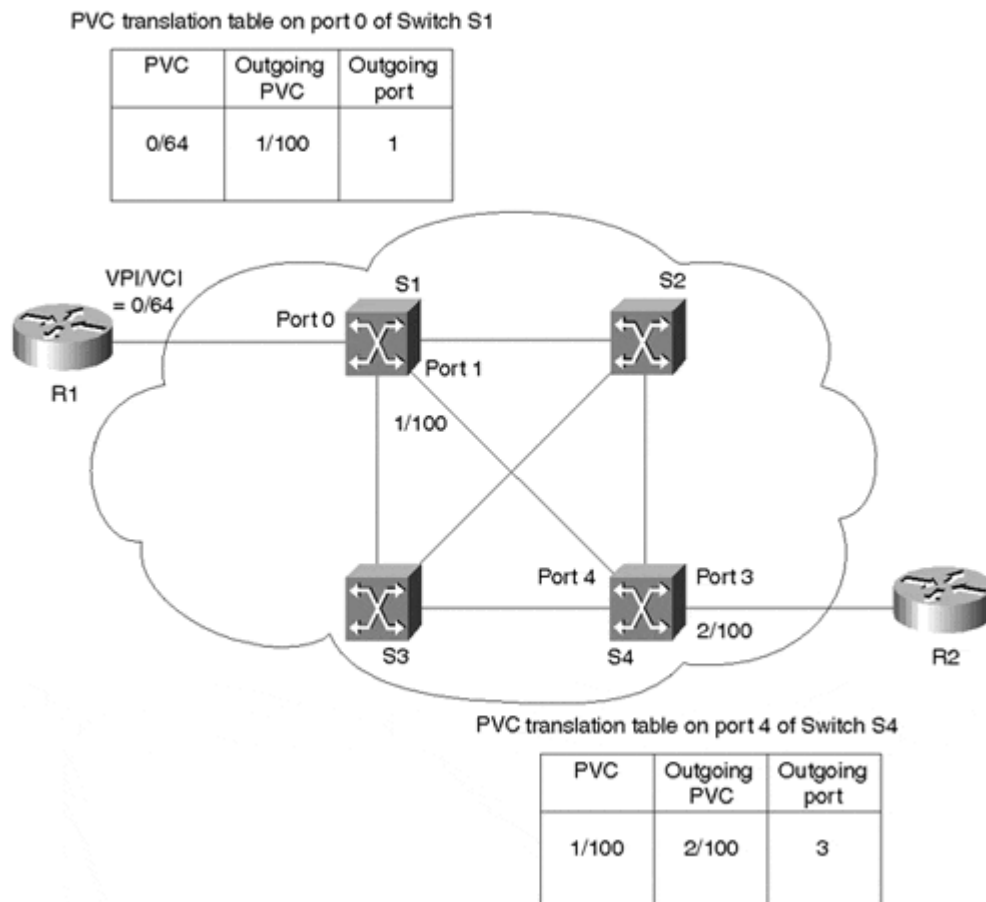 PVC translation table on port 0 of Switch S1
PVC Outgoing PVC Outgoing port
0/64 1/100 1
VPI/VCI
= 0/64
S1
S2
Port 0
Port 1
R1
1/100
Port 4
Port 3
2/100
S3
S4
R2
PVC translation table on port 4 of Switch S4
PVC Outgoing PVC Outgoing port
1/100 2/100 3